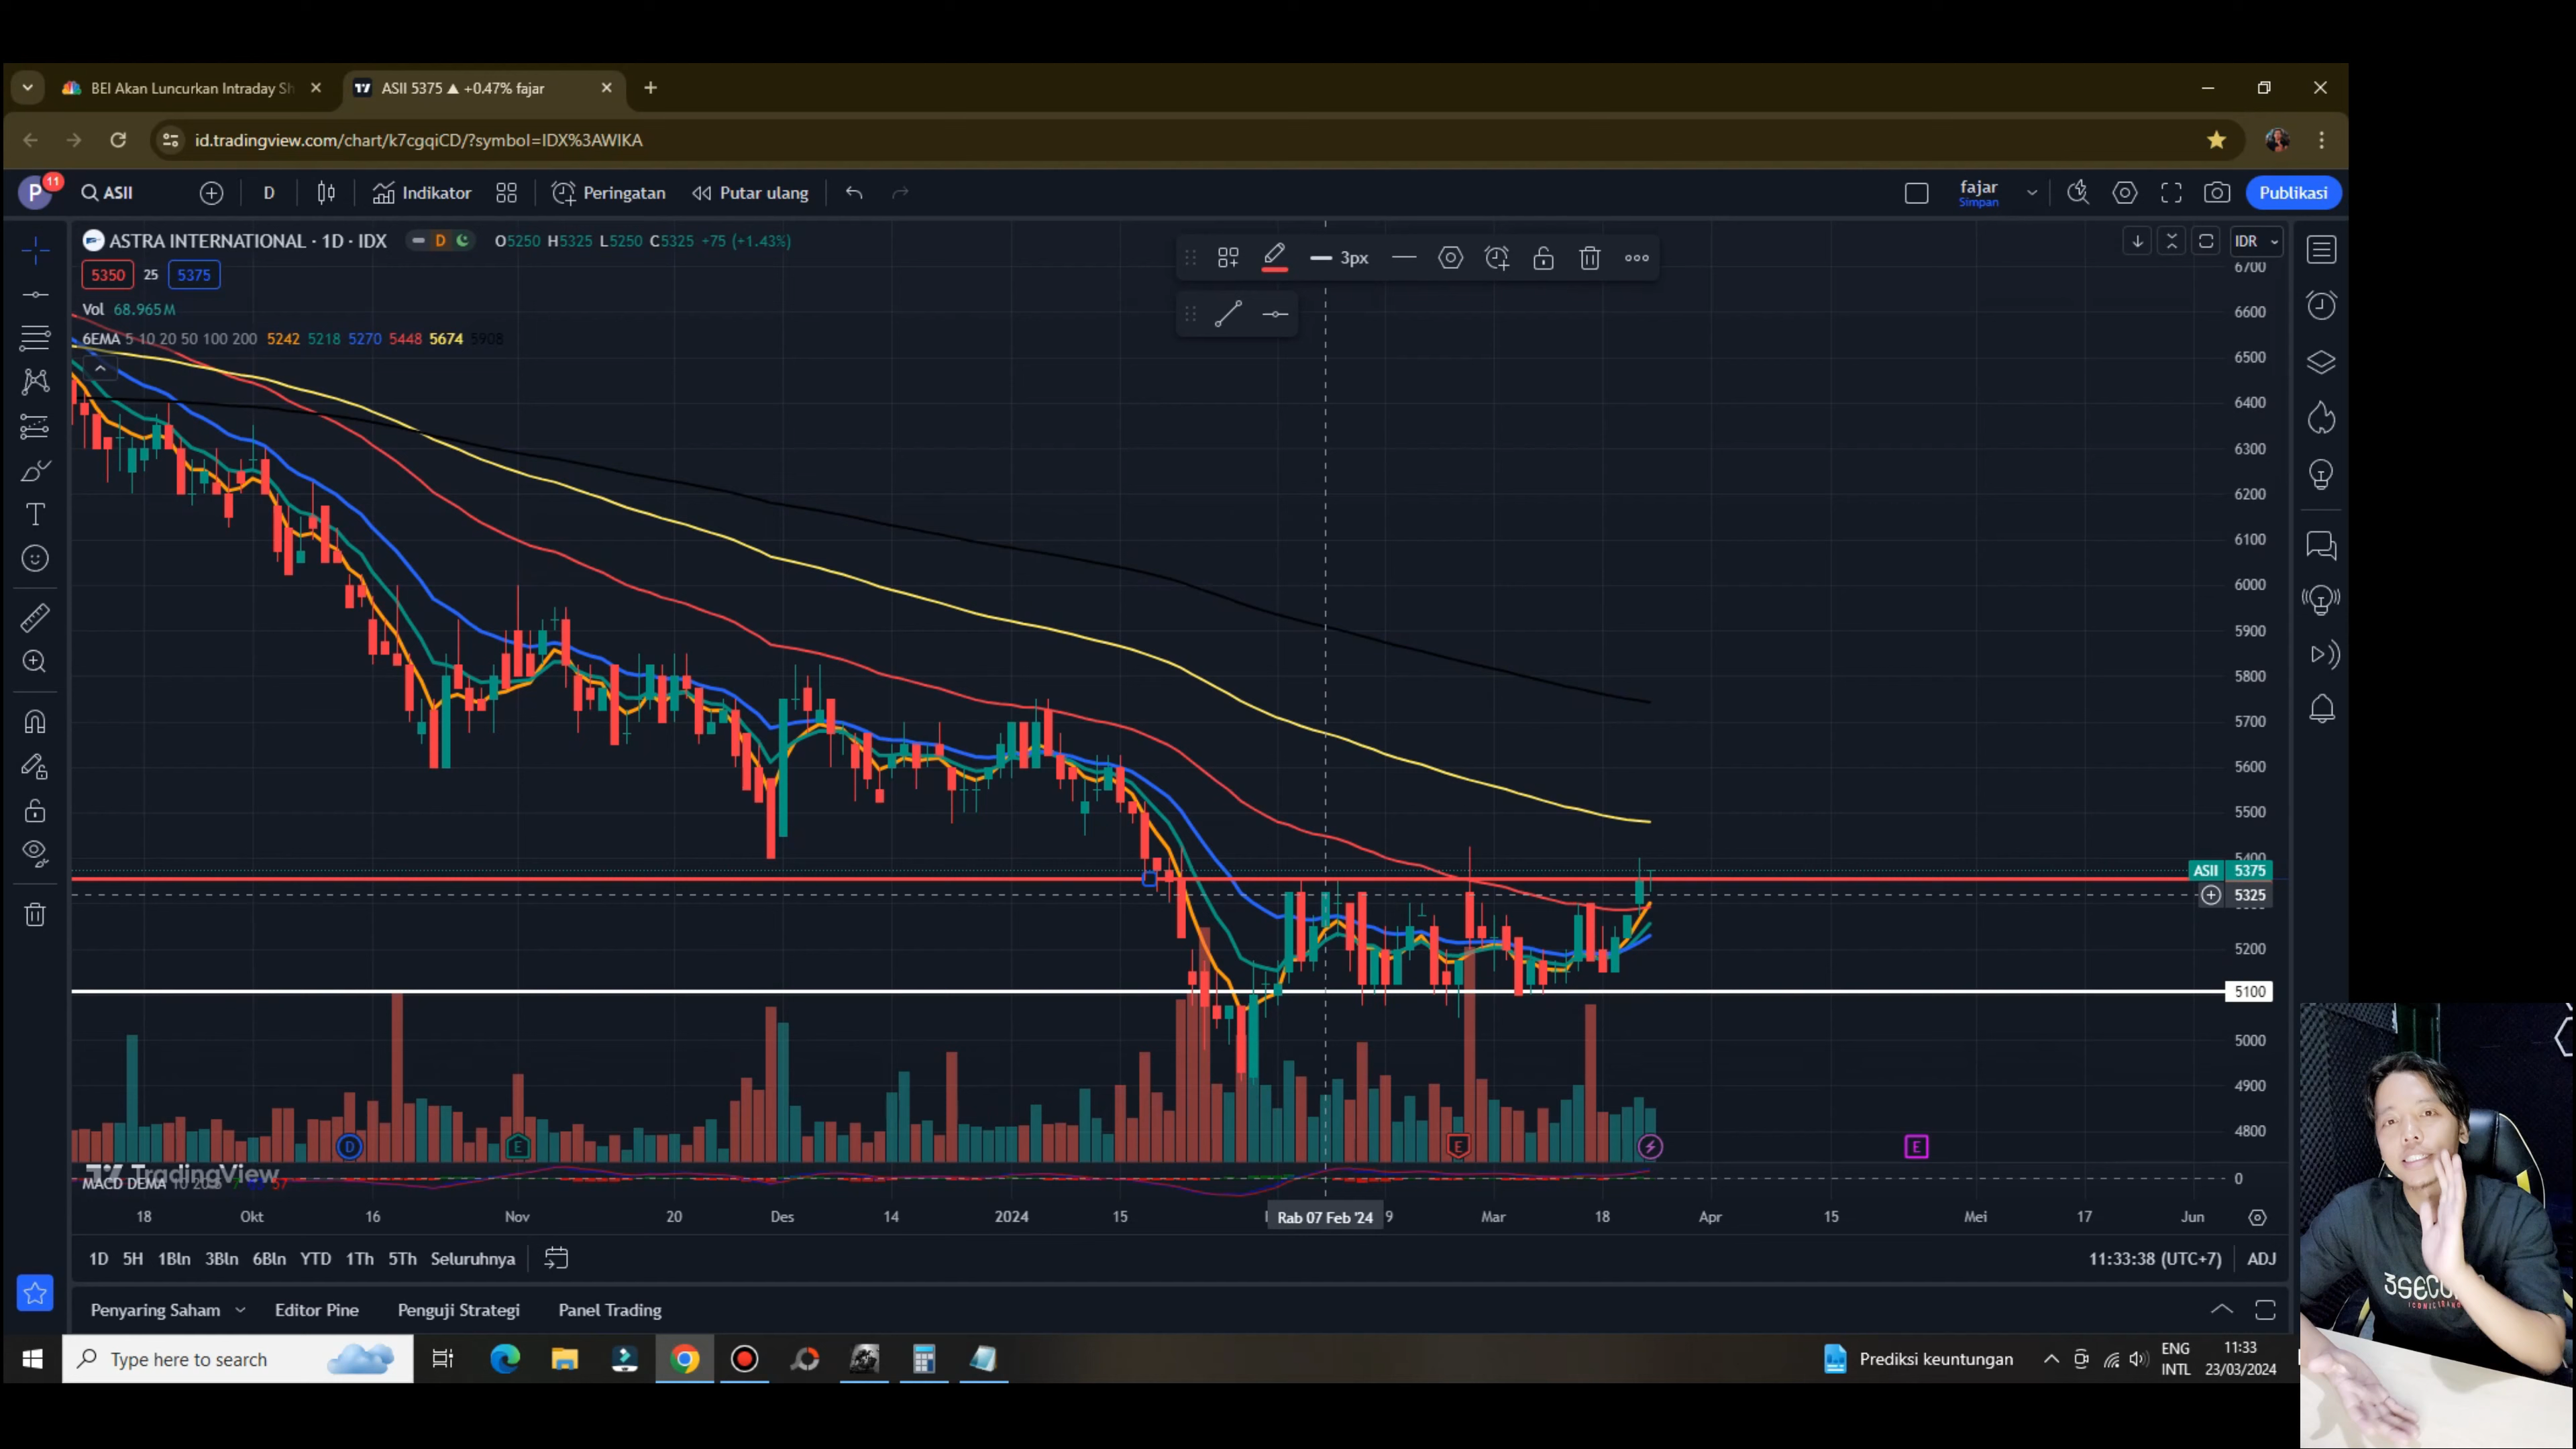 BEI Akan Luncurkan Intraday Sh
ASII 5375 ▲ +0.47% fajar
id.tradingview.com/chart/k7cgqiCD/?symbol=IDX%3AWIKA
P
11
ASII
D
Indikator
Peringatan
Putar ulang
fajar
Simpan
Publikasi
ASTRA INTERNATIONAL · 1D · IDX
D
O5250 H5325 L5250 C5325 +75 (+1.43%)
5350
25
5375
Vol 68.965M
6EMA 5 10 20 50 100 200 5242 5218 5270 5448 5674 5908
3px
IDR
6700
6600
6500
6400
6300
6200
6100
6000
5900
5800
5700
5600
5500
5400
ASII 5375
5325
5200
5100
5000
4900
4800
0
D
E
E
E
TradingView
MACD DEMA
18
Okt
16
Nov
20
Des
14
2024
15
Rab 07 Feb '24
9
Mar
18
Apr
15
Mei
17
Jun
1D 5H 1Bln 3Bln 6Bln YTD 1Th 5Th Seluruhnya
11:33:38 (UTC+7)
ADJ
Penyaring Saham
Editor Pine
Penguji Strategi
Panel Trading
Type here to search
Prediksi keuntungan
ENG
INTL
11:33
23/03/2024
3SECO